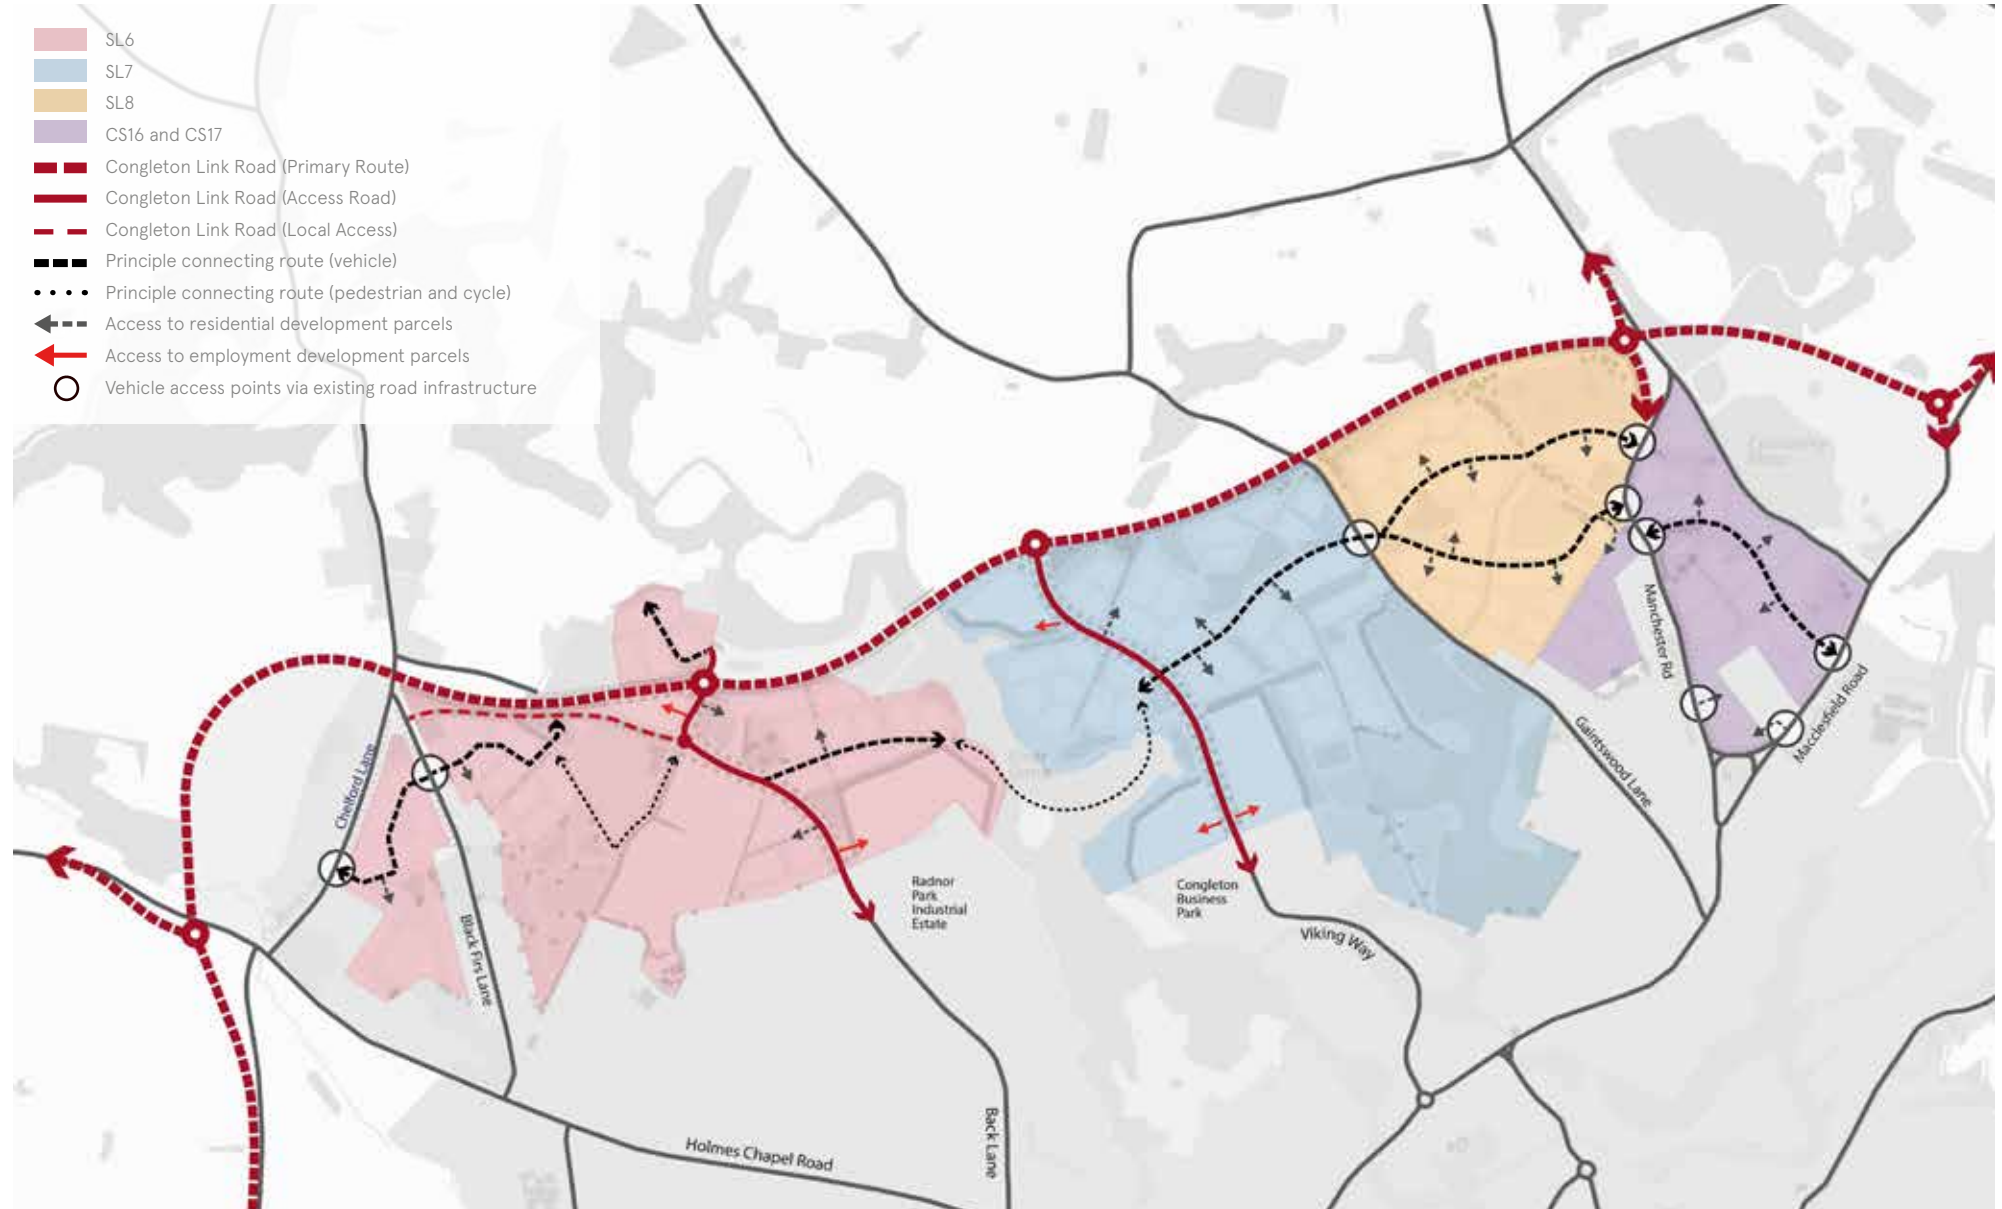 SL6
SL7
SL8
CS16 and CS17
Congleton Link Road (Primary Route)
Congleton Link Road (Access Road)
Congleton Link Road (Local Access)
Principle connecting route (vehicle)
Principle connecting route (pedestrian and cycle)
Access to residential development parcels
Access to employment development parcels
Vehicle access points via existing road infrastructure
Manchester Rd
Macclesfield Road
Giantswood Lane
Chelford Lane
Black Firs Lane
Radnor
Park
Industrial
Estate
Congleton
Business
Park
Viking Way
Back Lane
Holmes Chapel Road